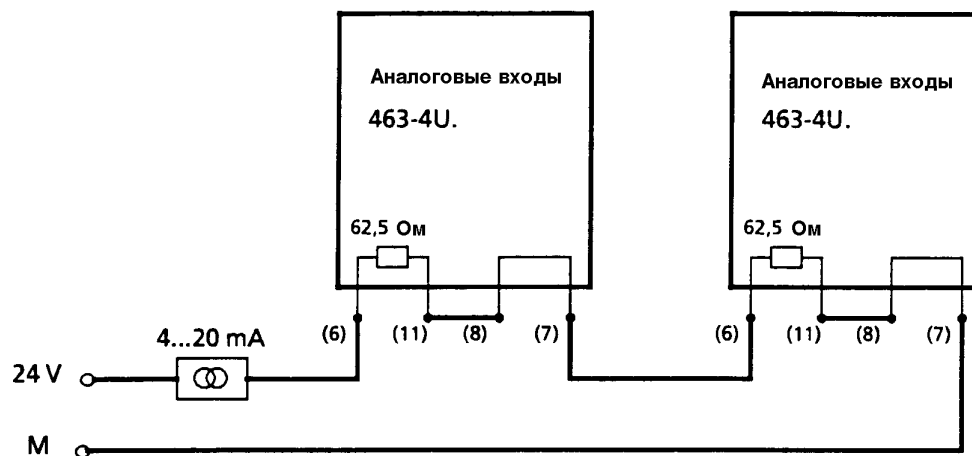 Аналоговые входы
463-4U.
62,5 Ом
(6) (11) (8) (7)
Аналоговые входы
463-4U.
62,5 Ом
(6) (11) (8) (7)
4...20 mA
24 V
M